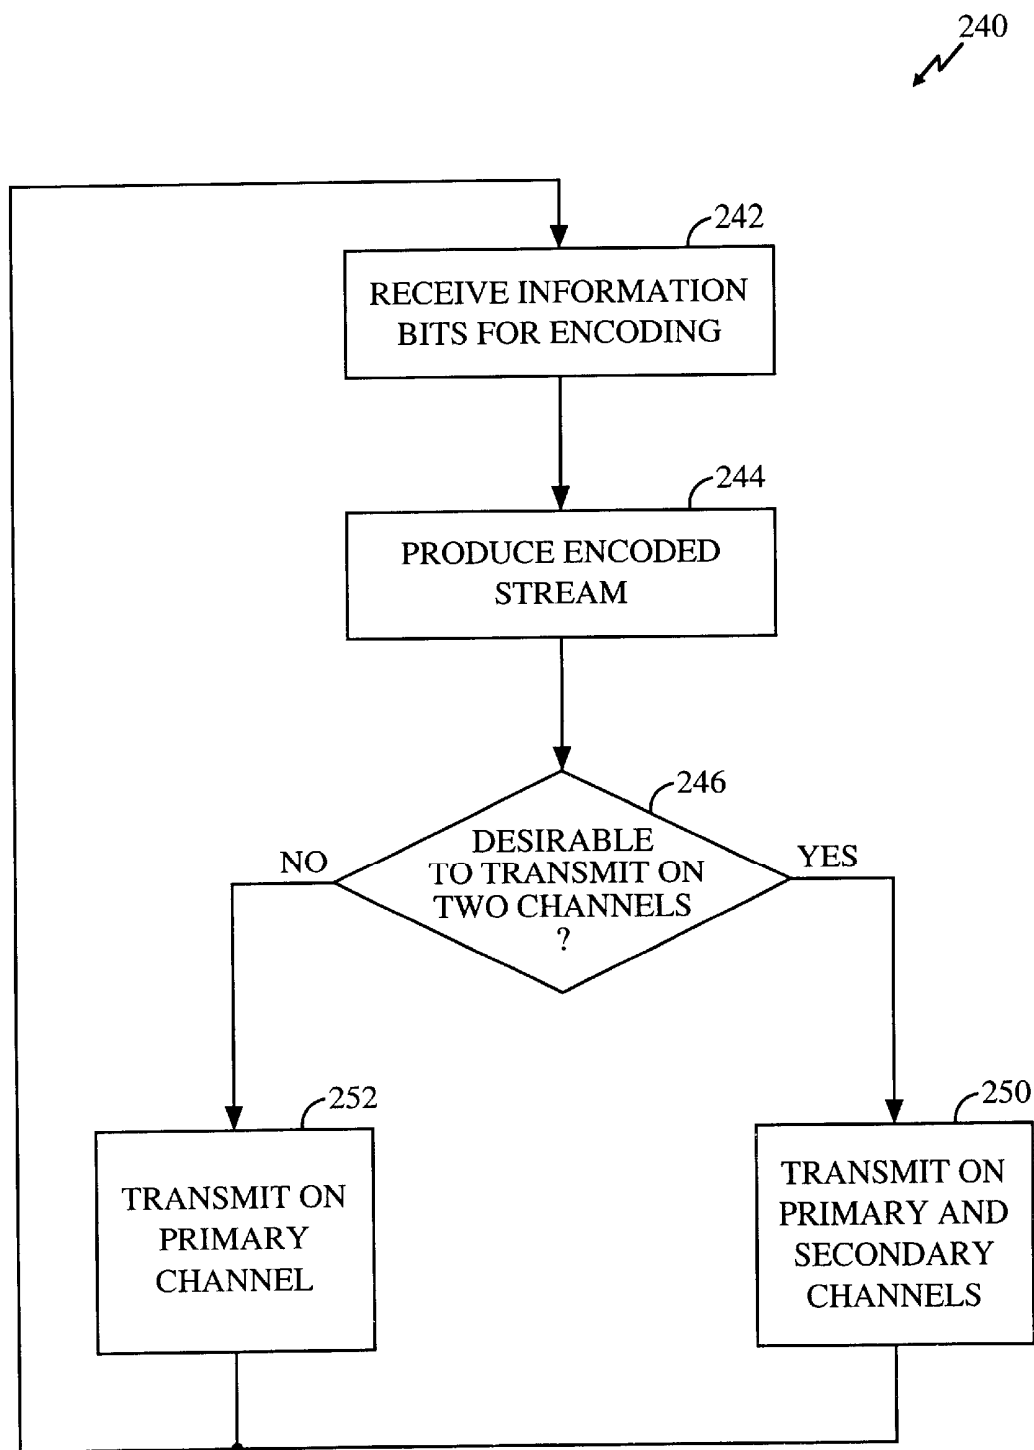 240
242
RECEIVE INFORMATION
BITS FOR ENCODING
244
PRODUCE ENCODED
STREAM
246
DESIRABLE
TO TRANSMIT ON
TWO CHANNELS
?
NO
YES
252
TRANSMIT ON
PRIMARY
CHANNEL
250
TRANSMIT ON
PRIMARY AND
SECONDARY
CHANNELS